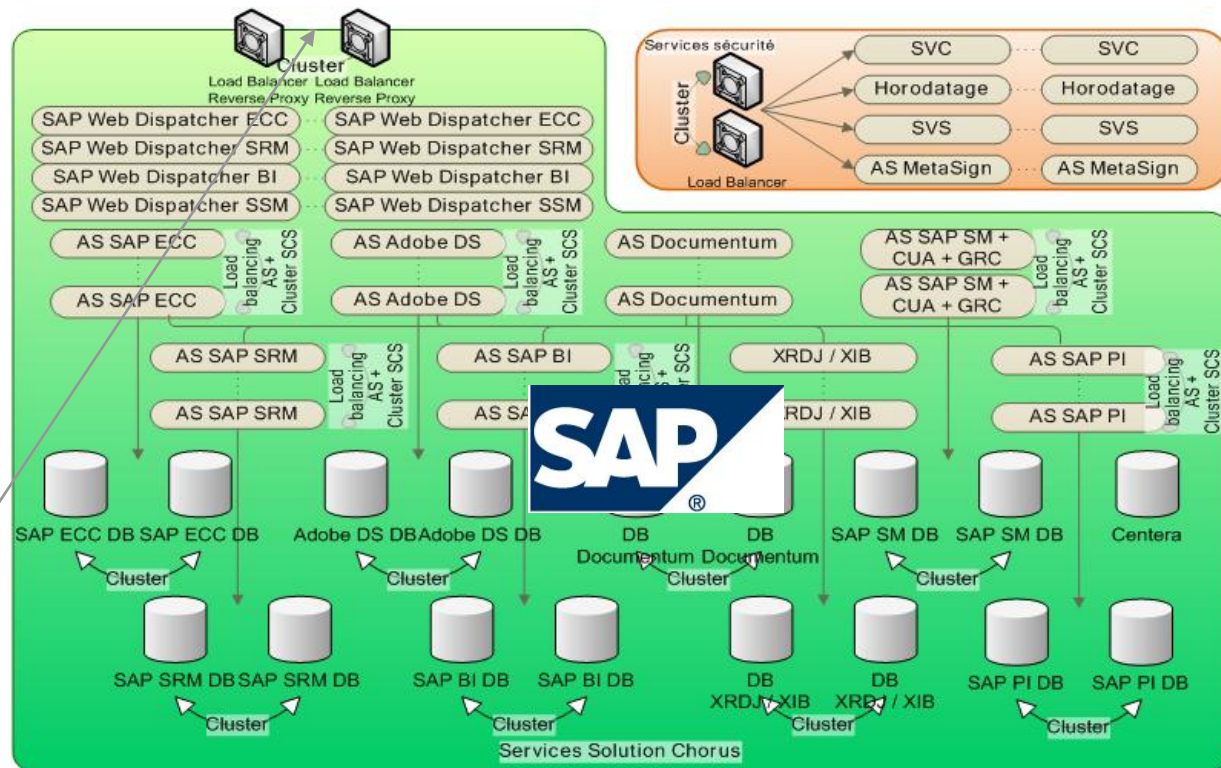 Services sécurité
Cluster
Load Balancer Load Balancer
Reverse Proxy Reverse Proxy
Cluster
Load Balancer
SVC SVC
Horodatage Horodatage
SVS SVS
AS MetaSign AS MetaSign
SAP Web Dispatcher ECC SAP Web Dispatcher ECC
SAP Web Dispatcher SRM SAP Web Dispatcher SRM
SAP Web Dispatcher BI SAP Web Dispatcher BI
SAP Web Dispatcher SSM SAP Web Dispatcher SSM
AS SAP ECC
AS SAP ECC
Load
balancing
AS +
Cluster SCS
AS Adobe DS
AS Adobe DS
Load
balancing
AS +
Cluster SCS
AS Documentum
AS Documentum
AS SAP SM +
CUA + GRC
AS SAP SM +
CUA + GRC
Load
balancing
AS +
Cluster SCS
AS SAP SRM
AS SAP SRM
Load
balancing
AS +
Cluster SCS
AS SAP BI
Load
balancing
Cluster SCS
XRDJ / XIB
AS SAP PI
AS SAP PI
Load
balancing
AS +
Cluster SCS
SAP
®
SAP ECC DB SAP ECC DB
Cluster
Adobe DS DB Adobe DS DB
Cluster
DB DB
Documentum Documentum
Cluster
SAP SM DB SAP SM DB
Cluster
Centera
SAP SRM DB SAP SRM DB
Cluster
SAP BI DB SAP BI DB
Cluster
DB DB
XRDJ / XIB XRDJ / XIB
Cluster
SAP PI DB SAP PI DB
Cluster
Services Solution Chorus